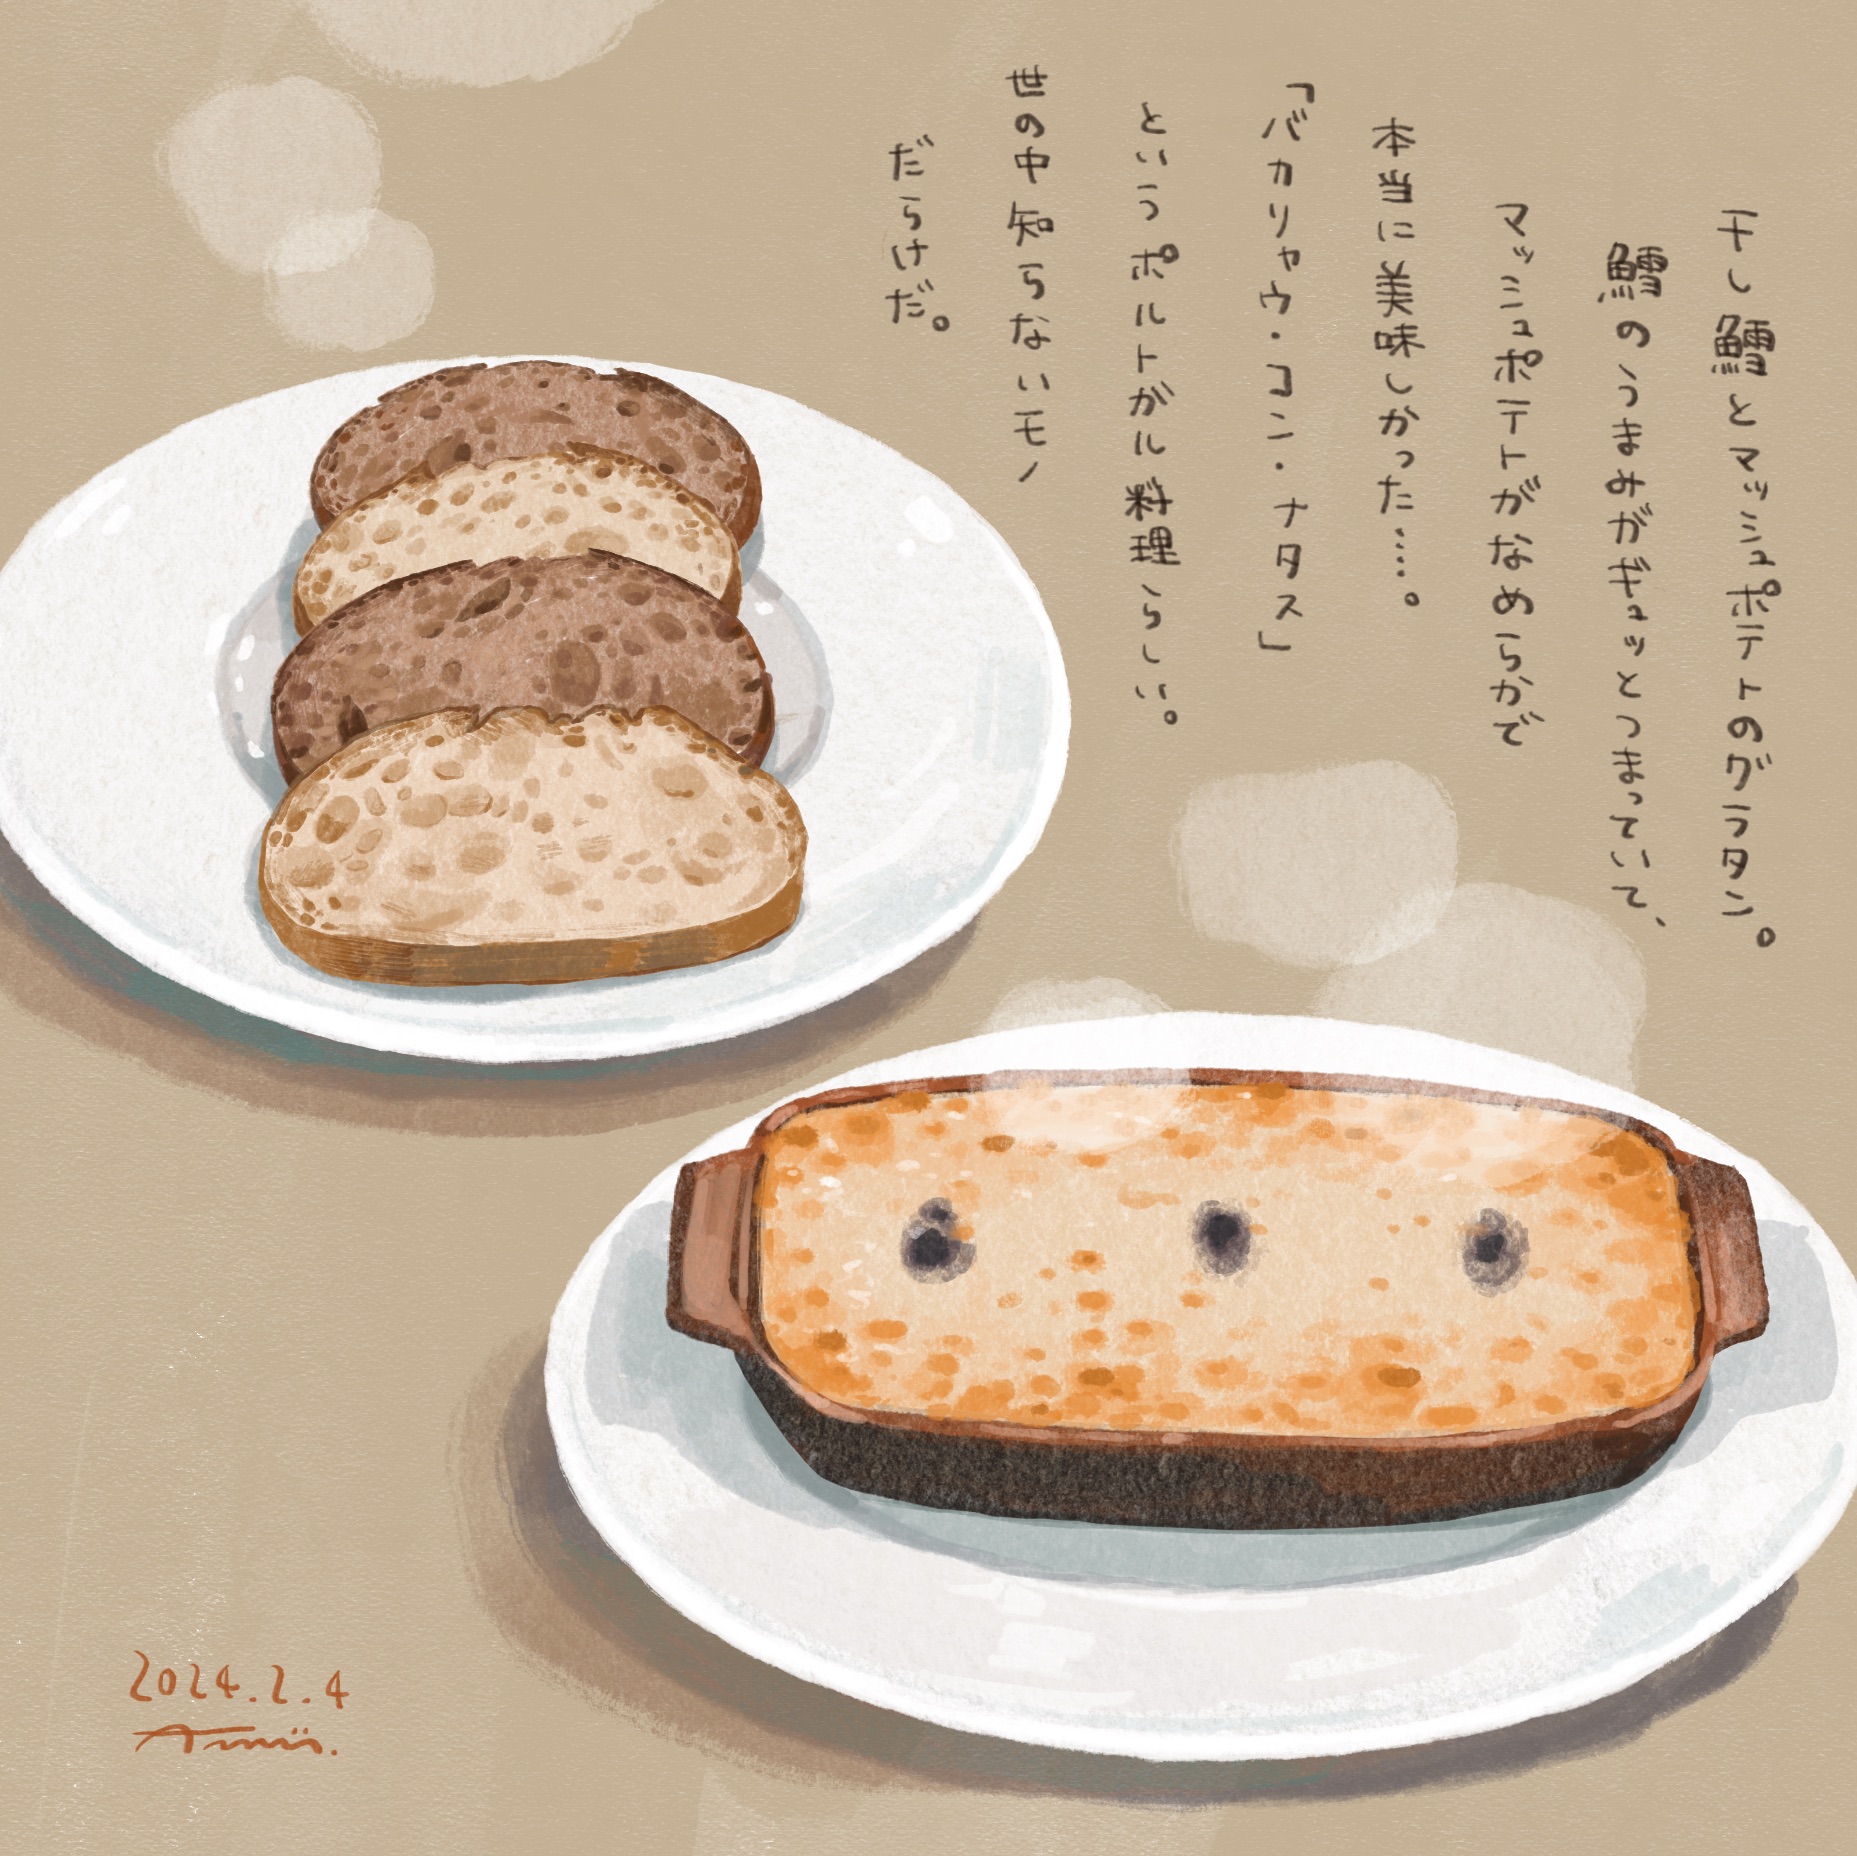 干し鱈とマッシュポテトのグラタン。
鱈のうまみがギュッとつまっていて、
マッシュポテトがなめらかで
本当に美味しかった……。
「バカリャウ・コン・ナタス」
というポルトガル料理らしい。
世の中知らないモノ
だらけだ。
2024.2.4